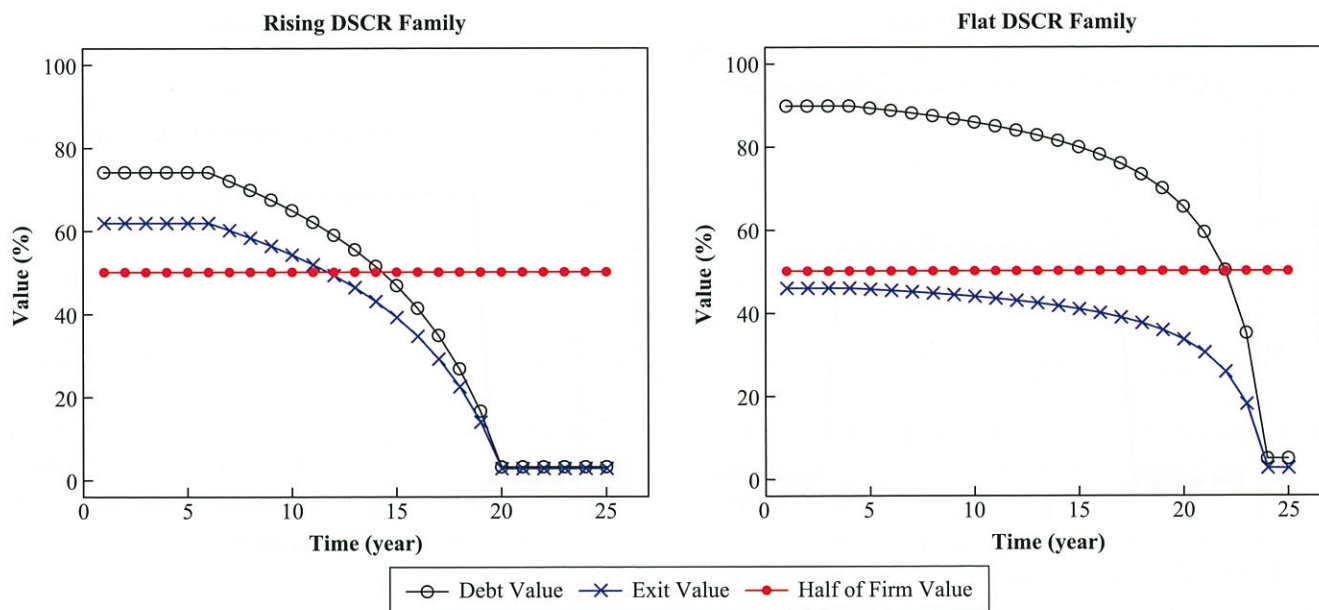 Rising DSCR Family
100
80
60
40
20
0
Value (%)
0 5 10 15 20 25
Time (year)
Flat DSCR Family
100
80
60
40
20
0
Value (%)
0 5 10 15 20 25
Time (year)
Debt Value Exit Value Half of Firm Value